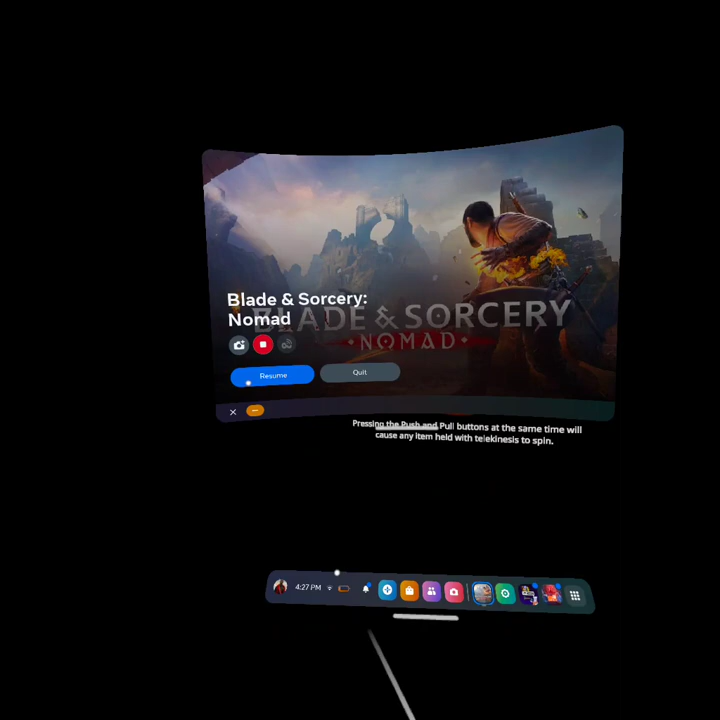 Blade & Sorcery:
Nomad
BLADE & SORCERY
NOMAD
Resume
Quit
Pressing the Push and Pull buttons at the same time will
cause any item held with telekinesis to spin.
4:27 PM